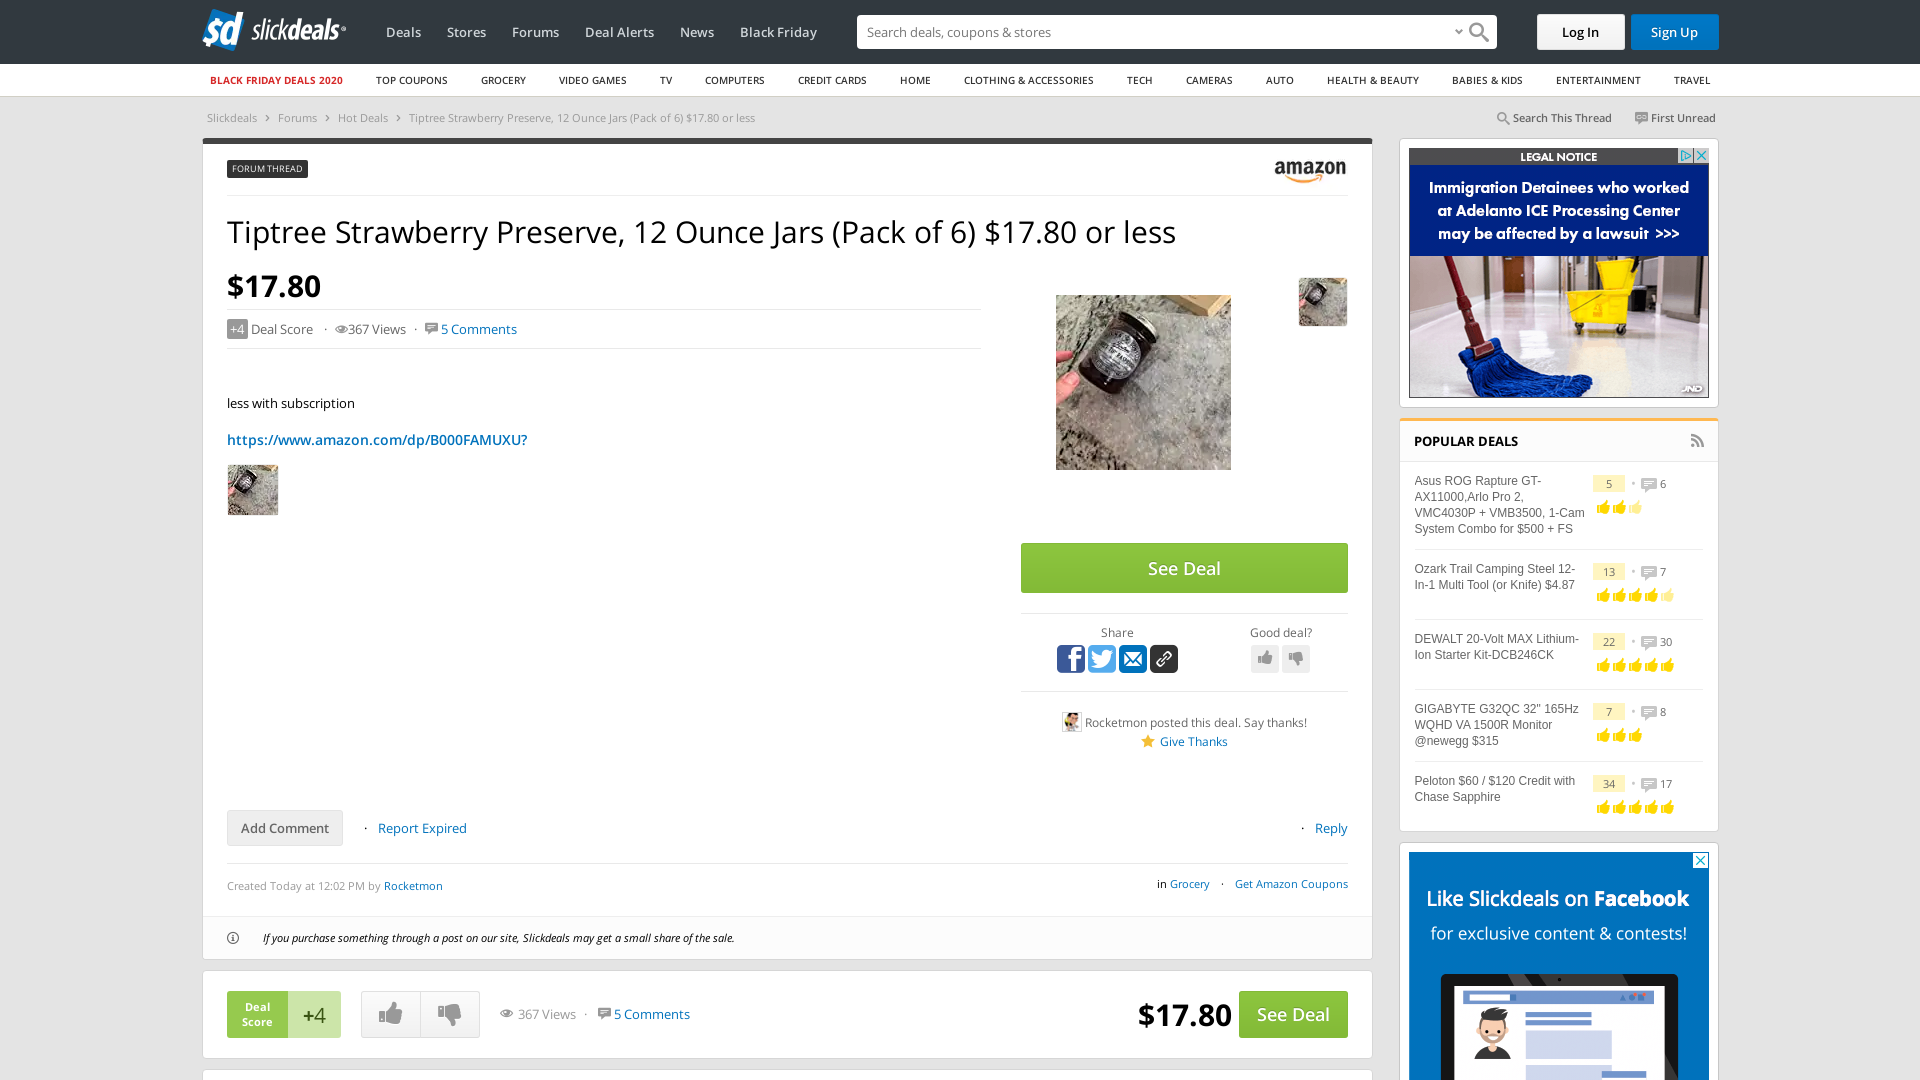 sd slickdeals
Deals Stores Forums Deal Alerts News Black Friday
Search deals, coupons & stores
Log In
Sign Up
BLACK FRIDAY DEALS 2020 TOP COUPONS GROCERY VIDEO GAMES TV COMPUTERS CREDIT CARDS HOME CLOTHING & ACCESSORIES TECH CAMERAS AUTO HEALTH & BEAUTY BABIES & KIDS ENTERTAINMENT TRAVEL
Slickdeals › Forums › Hot Deals › Tiptree Strawberry Preserve, 12 Ounce Jars (Pack of 6) $17.80 or less
Search This Thread First Unread
FORUM THREAD
amazon
Tiptree Strawberry Preserve, 12 Ounce Jars (Pack of 6) $17.80 or less
$17.80
+4 Deal Score · 367 Views · 5 Comments
less with subscription
https://www.amazon.com/dp/B000FAMUXU?
See Deal
Share
Good deal?
Rocketmon posted this deal. Say thanks!
Give Thanks
Add Comment · Report Expired
· Reply
Created Today at 12:02 PM by Rocketmon
in Grocery · Get Amazon Coupons
If you purchase something through a post on our site, Slickdeals may get a small share of the sale.
Deal
Score
+4
367 Views · 5 Comments
$17.80
See Deal
LEGAL NOTICE
Immigration Detainees who worked
at Adelanto ICE Processing Center
may be affected by a lawsuit >>>
JND
POPULAR DEALS
Asus ROG Rapture GT-
AX11000,Arlo Pro 2,
VMC4030P + VMB3500, 1-Cam
System Combo for $500 + FS
5 • 6
Ozark Trail Camping Steel 12-
In-1 Multi Tool (or Knife) $4.87
13 • 7
DEWALT 20-Volt MAX Lithium-
Ion Starter Kit-DCB246CK
22 • 30
GIGABYTE G32QC 32" 165Hz
WQHD VA 1500R Monitor
@newegg $315
7 • 8
Peloton $60 / $120 Credit with
Chase Sapphire
34 • 17
Like Slickdeals on Facebook
for exclusive content & contests!